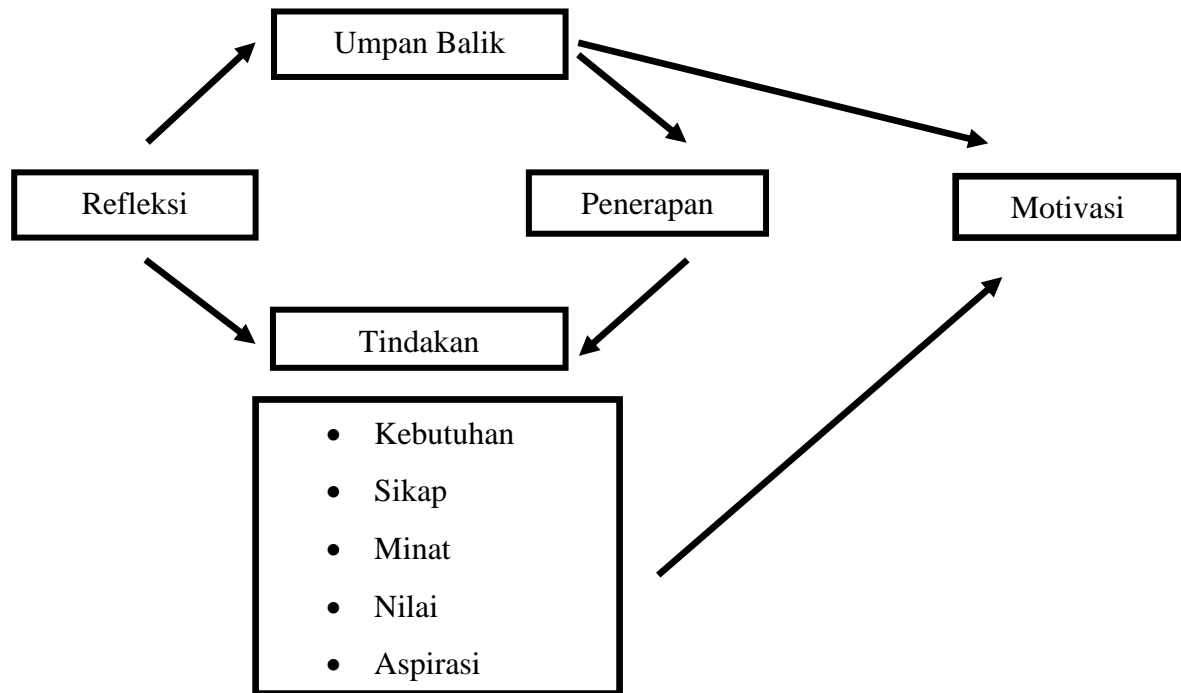 Umpan Balik
Refleksi
Penerapan
Motivasi
Tindakan
• Kebutuhan
• Sikap
• Minat
• Nilai
• Aspirasi